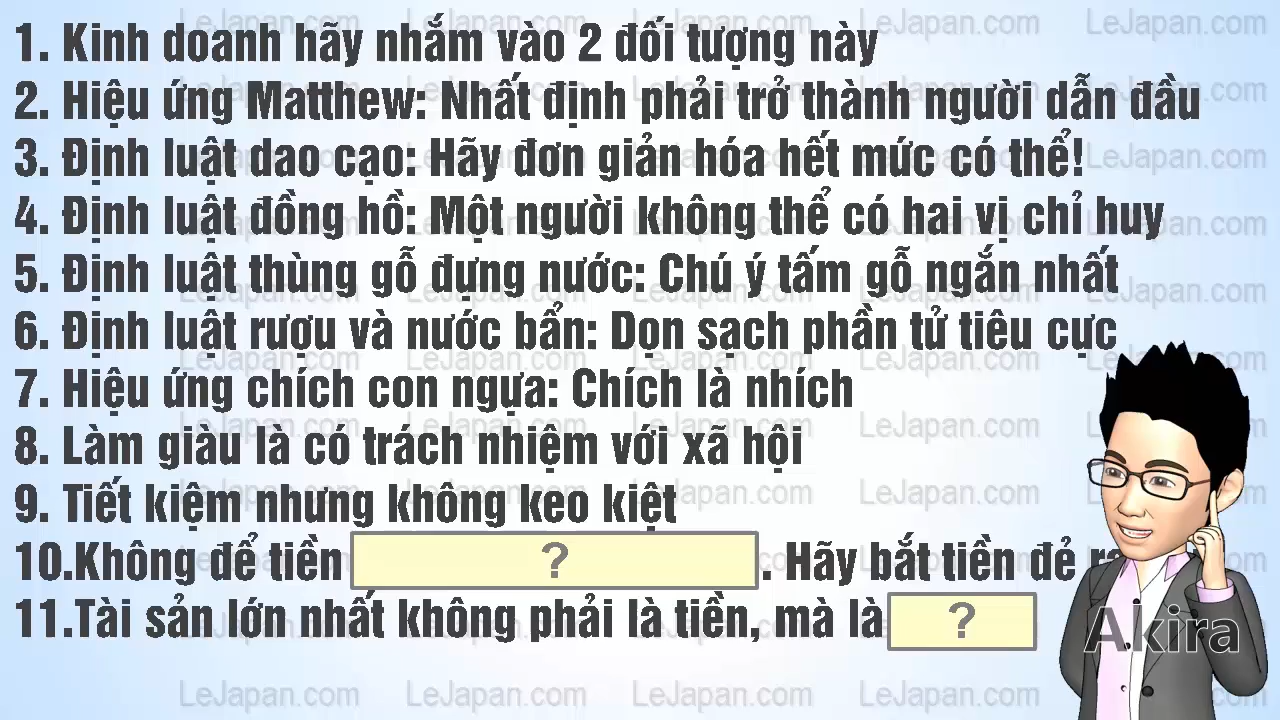 1. Kinh doanh hãy nhắm vào 2 đối tượng này
2. Hiệu ứng Matthew: Nhất định phải trở thành người dẫn đầu
3. Định luật dao cạo: Hãy đơn giản hóa hết mức có thể!
4. Định luật đồng hồ: Một người không thể có hai vị chỉ huy
5. Định luật thùng gỗ đựng nước: Chú ý tấm gỗ ngắn nhất
6. Định luật rượu và nước bẩn: Dọn sạch phần tử tiêu cực
7. Hiệu ứng chích con ngựa: Chích là nhích
8. Làm giàu là có trách nhiệm với xã hội
9. Tiết kiệm nhưng không keo kiệt
10.Không để tiền ? . Hãy bắt tiền đẻ
11.Tài sản lớn nhất không phải là tiền, mà là ?
Akira
LeJapan.com